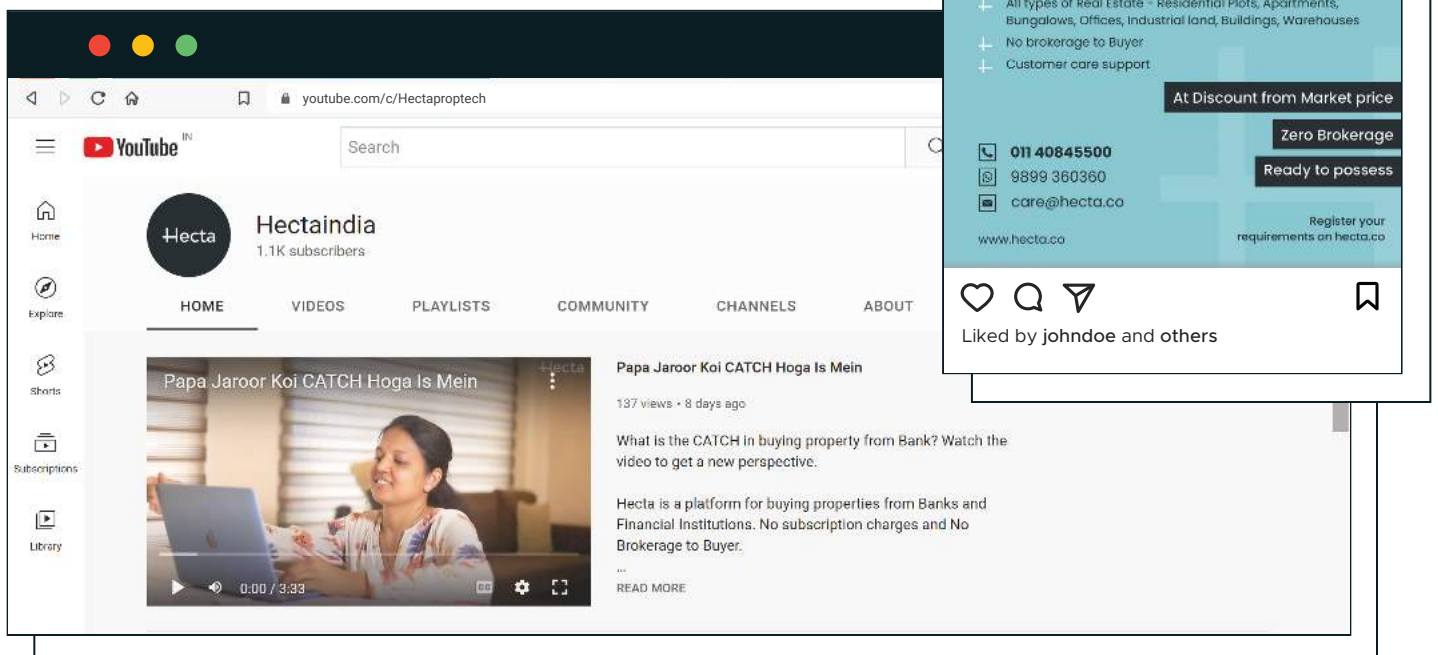 All types of Real Estate - Residential Plots, Apartments,
Bungalows, Offices, Industrial land, Buildings, Warehouses
No brokerage to Buyer
Customer care support
At Discount from Market price
Zero Brokerage
Ready to possess
011 40845500
9899 360360
care@hecta.co
www.hecta.co
Register your
requirements on hecta.co
Liked by johndoe and others
youtube.com/c/Hectaproptech
YouTube IN
Search
Home
Explore
Shorts
Subscriptions
Library
Hecta
Hectaindia
1.1K subscribers
HOME VIDEOS PLAYLISTS COMMUNITY CHANNELS ABOUT
Papa Jaroor Koi CATCH Hoga Is Mein
Hecta
0:00 / 3:33
CC
Papa Jaroor Koi CATCH Hoga Is Mein
137 views • 8 days ago
What is the CATCH in buying property from Bank? Watch the
video to get a new perspective.
Hecta is a platform for buying properties from Banks and
Financial Institutions. No subscription charges and No
Brokerage to Buyer.
...
READ MORE